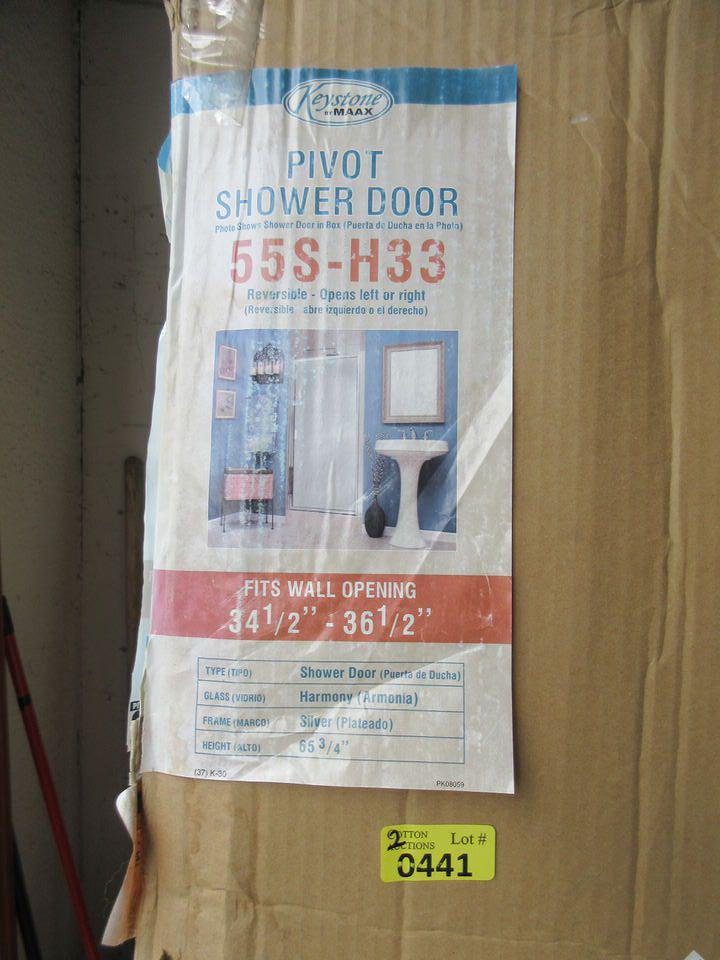 Keystone
BY MAAX
PIVOT
SHOWER DOOR
Photo Shows Shower Door in Box (Puerta de Ducha en la Photo)
55S-H33
Reversible - Opens left or right
(Reversible abre izquierdo o el derecho)
FITS WALL OPENING
34 1/2" - 36 1/2"
TYPE (TIPO) Shower Door (Puerta de Ducha)
GLASS (VIDRIO) Harmony (Armonia)
FRAME (MARCO) Silver (Plateado)
HEIGHT (ALTO) 65 3/4"
(37) K-30 PK08059
2
Lot #
0441